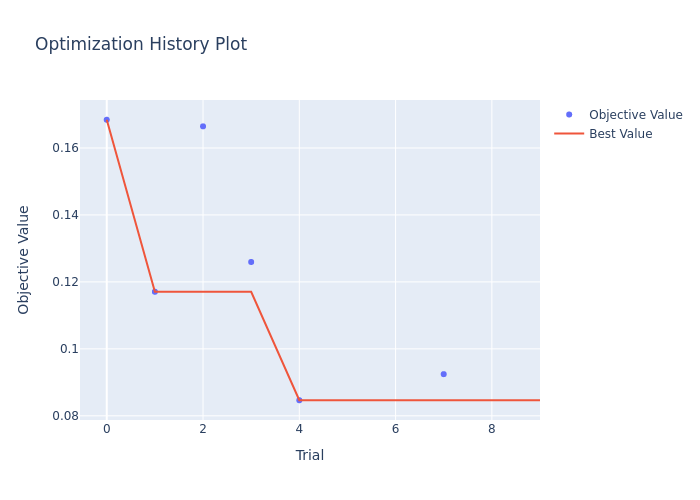 Optimization History Plot
Objective Value
Best Value
0.16
0.14
0.12
0.1
0.08
Objective Value
0 2 4 6 8
Trial